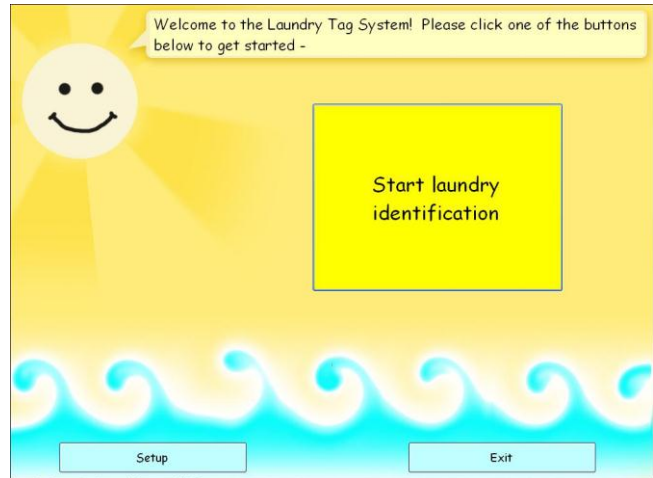 Welcome to the Laundry Tag System! Please click one of the buttons
below to get started -
Start laundry
identification
Setup
Exit